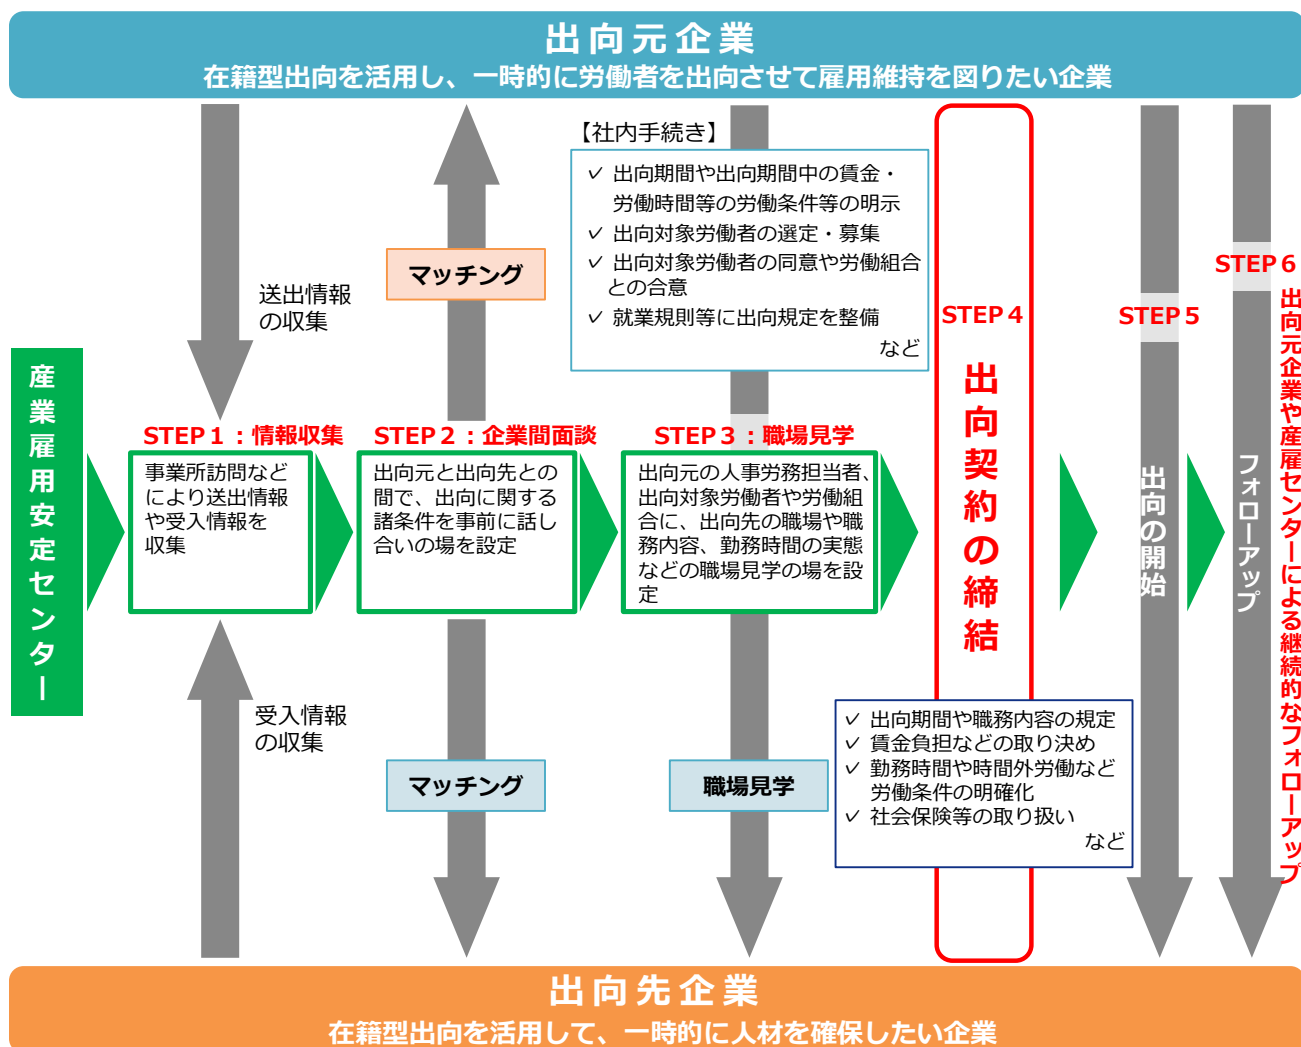 出向元企業
在籍型出向を活用し、一時的に労働者を出向させて雇用維持を図りたい企業
【社内手続き】
✓ 出向期間や出向期間中の賃金・
労働時間等の労働条件等の明示
✓ 出向対象労働者の選定・募集
✓ 出向対象労働者の同意や労働組合
との合意
✓ 就業規則等に出向規定を整備
など
マッチング
送出情報
の収集
産業雇用安定センター
STEP１：情報収集
事業所訪問など
により送出情報
や受入情報を
収集
STEP２：企業間面談
出向元と出向先との
間で、出向に関する
諸条件を事前に話し
合いの場を設定
STEP３：職場見学
出向元の人事労務担当者、
出向対象労働者や労働組
合に、出向先の職場や職
務内容、勤務時間の実態
などの職場見学の場を設
定
STEP４
出向契約の締結
STEP５
出向の開始
STEP６
フォローアップ
出向元企業や産雇センターによる継続的なフォローアップ
受入情報
の収集
マッチング
職場見学
✓ 出向期間や職務内容の規定
✓ 賃金負担などの取り決め
✓ 勤務時間や時間外労働など
労働条件の明確化
✓ 社会保険等の取り扱い
など
出向先企業
在籍型出向を活用して、一時的に人材を確保したい企業